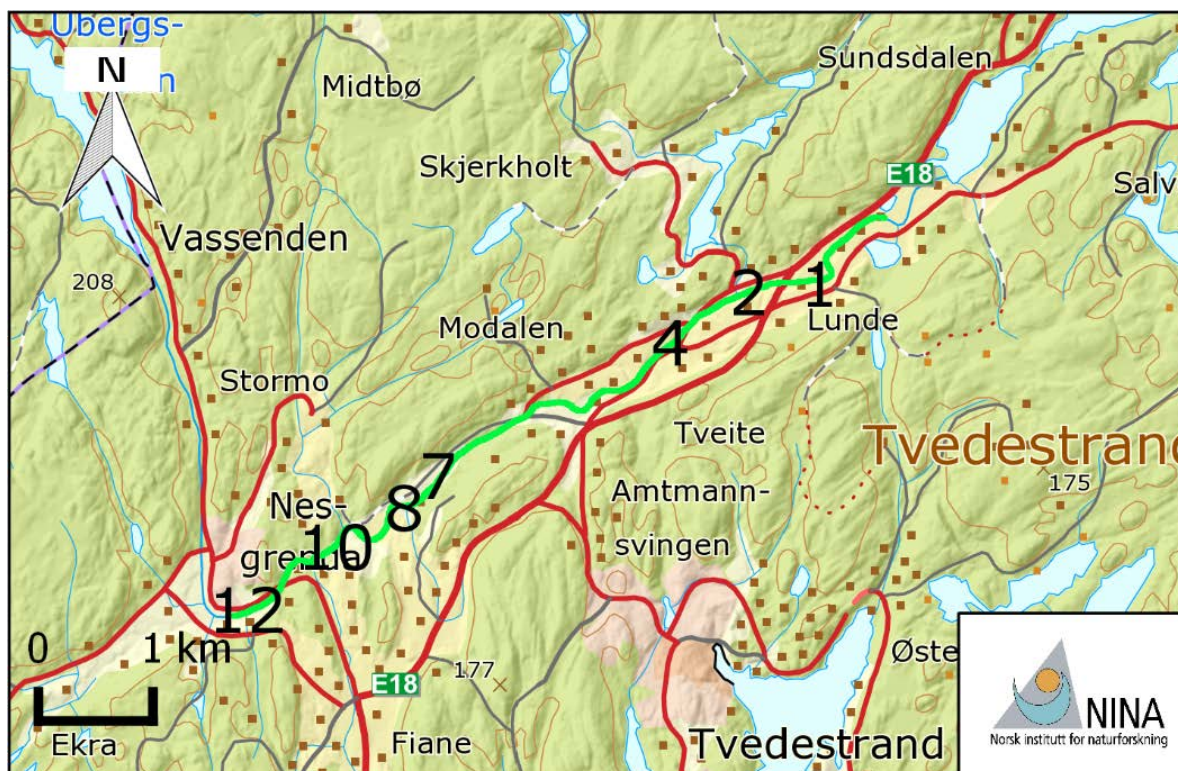 Ubergs-
N
Midtbø
Sundsdalen
Skjerkholt
E18
Salv
Vassenden
208
2
1
Lunde
Modalen
4
Stormo
Tveite
Tvedestrand
7
175
Nes-
8
Amtmann-
10
grenda
svingen
12
0 1 km
Øste
177
E18
Ekra
Fiane
Tvedestrand
NINA
Norsk institutt for naturforskning